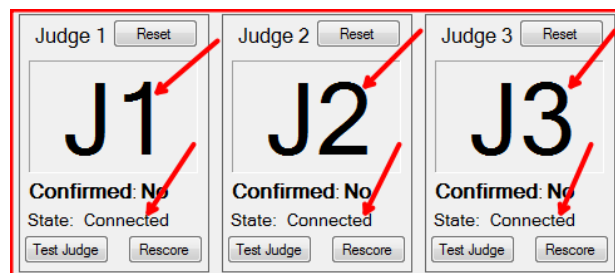 Judge 1 Reset
J1
Confirmed: No
State: Connected
Test Judge Rescore
Judge 2 Reset
J2
Confirmed: No
State: Connected
Test Judge Rescore
Judge 3 Reset
J3
Confirmed: No
State: Connected
Test Judge Rescore